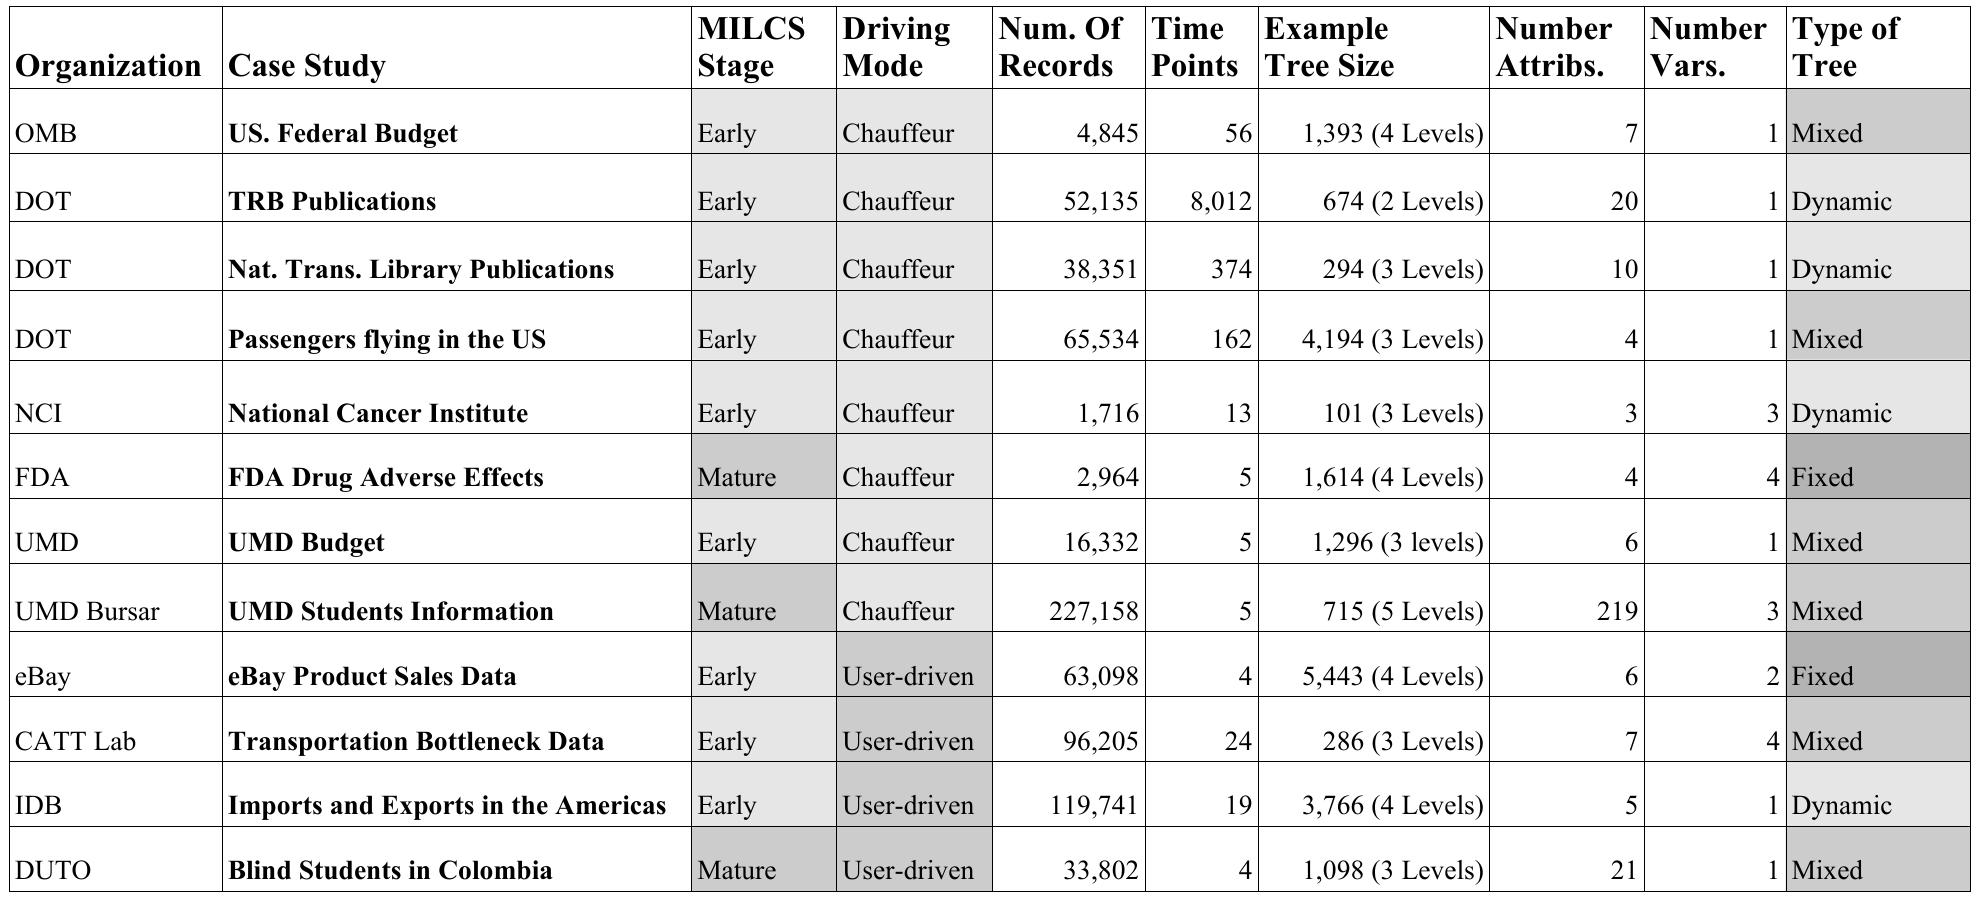 Organization Case Study MILCS Stage Driving Mode Num. Of Records Time Points Example Tree Size Number Attribs. Number Vars. Type of Tree
OMB US. Federal Budget Early Chauffeur 4,845 56 1,393 (4 Levels) 7 1 Mixed
DOT TRB Publications Early Chauffeur 52,135 8,012 674 (2 Levels) 20 1 Dynamic
DOT Nat. Trans. Library Publications Early Chauffeur 38,351 374 294 (3 Levels) 10 1 Dynamic
DOT Passengers flying in the US Early Chauffeur 65,534 162 4,194 (3 Levels) 4 1 Mixed
NCI National Cancer Institute Early Chauffeur 1,716 13 101 (3 Levels) 3 3 Dynamic
FDA FDA Drug Adverse Effects Mature Chauffeur 2,964 5 1,614 (4 Levels) 4 4 Fixed
UMD UMD Budget Early Chauffeur 16,332 5 1,296 (3 levels) 6 1 Mixed
UMD Bursar UMD Students Information Mature Chauffeur 227,158 5 715 (5 Levels) 219 3 Mixed
eBay eBay Product Sales Data Early User-driven 63,098 4 5,443 (4 Levels) 6 2 Fixed
CATT Lab Transportation Bottleneck Data Early User-driven 96,205 24 286 (3 Levels) 7 4 Mixed
IDB Imports and Exports in the Americas Early User-driven 119,741 19 3,766 (4 Levels) 5 1 Dynamic
DUTO Blind Students in Colombia Mature User-driven 33,802 4 1,098 (3 Levels) 21 1 Mixed